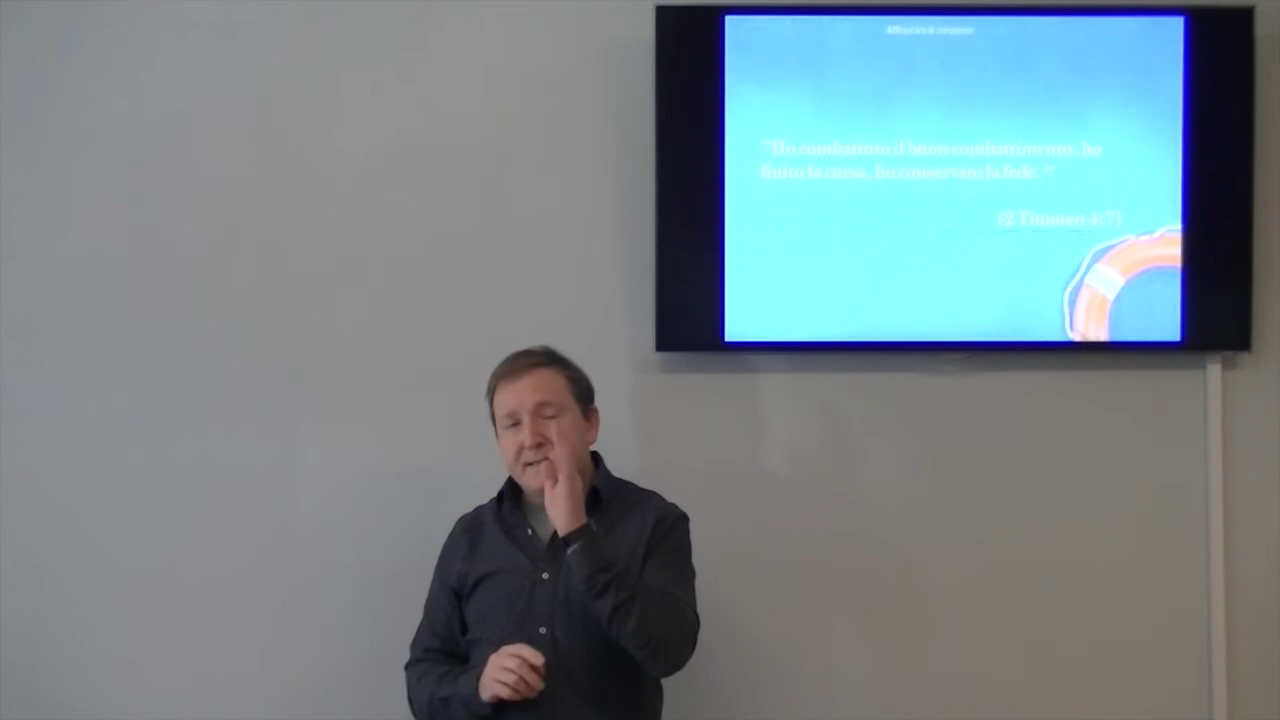 "Ho combattuto il buon combattimento, ho
finito la corsa, ho conservato la fede. "
(2 Timoteo 4:7)